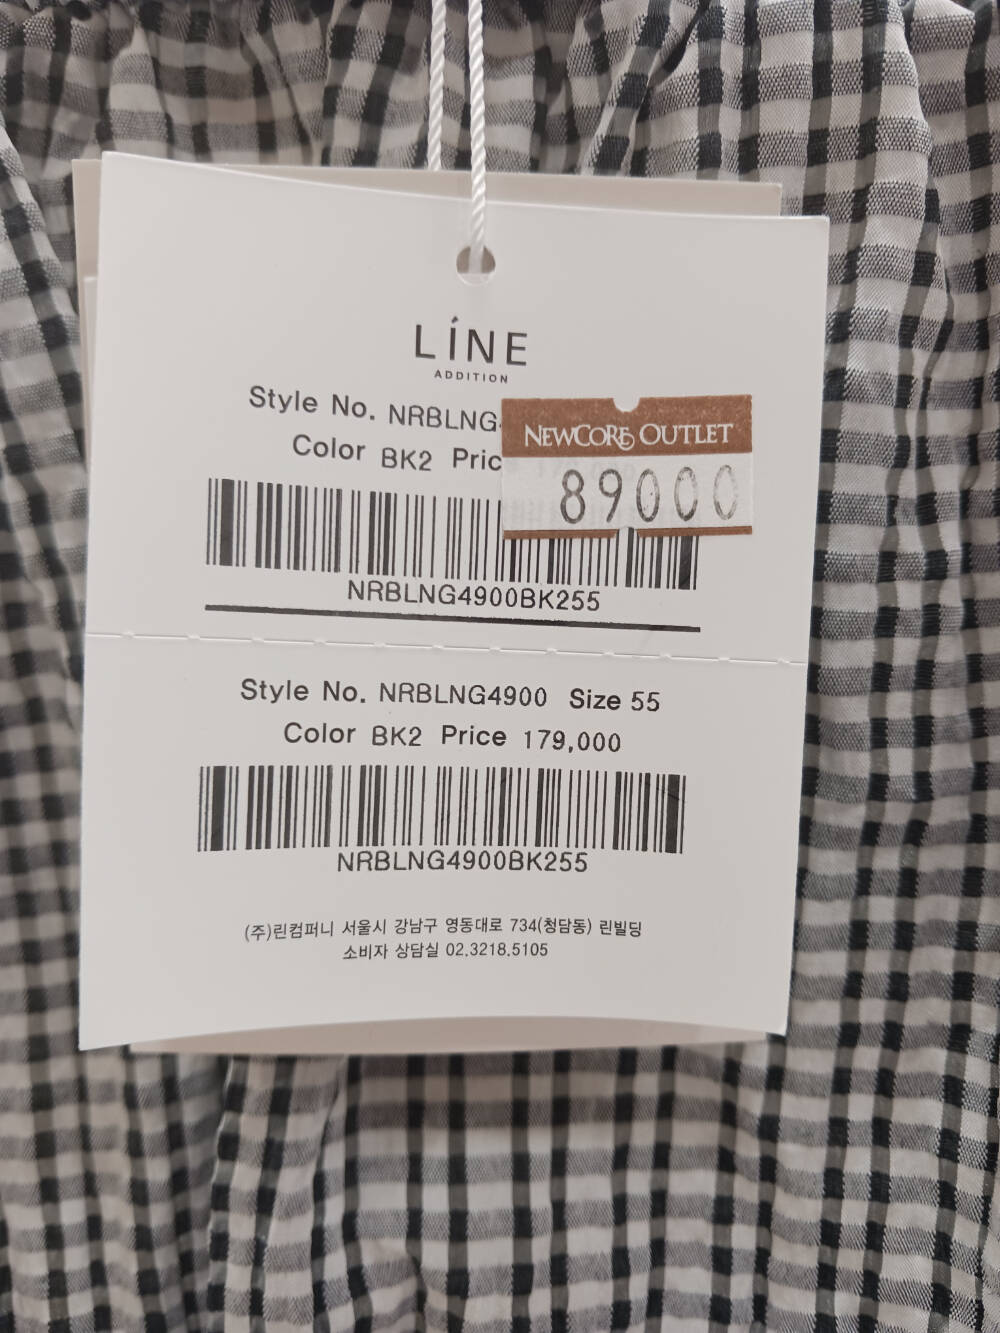 LÍNE
ADDITION
Style No. NRBLNG
Color BK2 Pric
NEWCORE OUTLET
89000
NRBLNG4900BK255
Style No. NRBLNG4900 Size 55
Color BK2 Price 179,000
NRBLNG4900BK255
(주)린컴퍼니 서울시 강남구 영동대로 734(청담동) 린빌딩
소비자 상담실 02.3218.5105